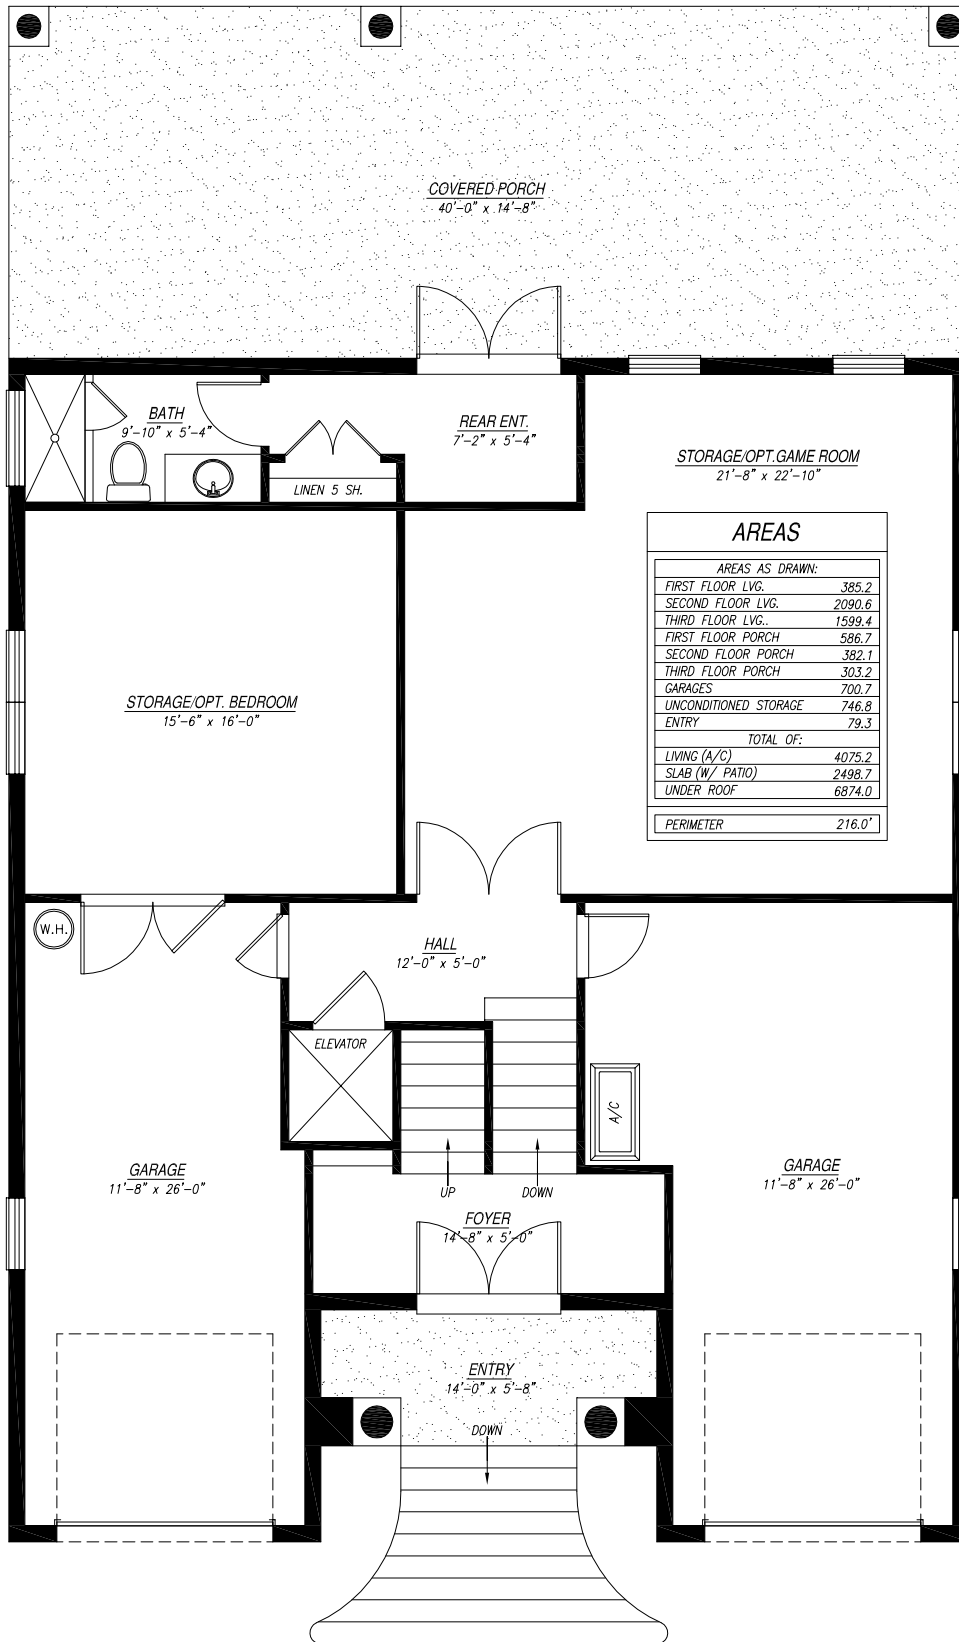 COVERED PORCH
40'-0" x 14'-8"
BATH
9'-10" x 5'-4"
REAR ENT.
7'-2" x 5'-4"
LINEN 5 SH.
STORAGE/OPT.GAME ROOM
21'-8" x 22'-10"
AREAS
AREAS AS DRAWN:
FIRST FLOOR LVG. 385.2
SECOND FLOOR LVG. 2090.6
THIRD FLOOR LVG.. 1599.4
FIRST FLOOR PORCH 586.7
SECOND FLOOR PORCH 382.1
THIRD FLOOR PORCH 303.2
GARAGES 700.7
UNCONDITIONED STORAGE 746.8
ENTRY 79.3
TOTAL OF:
LIVING (A/C) 4075.2
SLAB (W/ PATIO) 2498.7
UNDER ROOF 6874.0
PERIMETER 216.0'
STORAGE/OPT. BEDROOM
15'-6" x 16'-0"
W.H.
HALL
12'-0" x 5'-0"
ELEVATOR
A/C
GARAGE
11'-8" x 26'-0"
GARAGE
11'-8" x 26'-0"
UP
DOWN
FOYER
14'-8" x 5'-0"
ENTRY
14'-0" x 5'-8"
DOWN